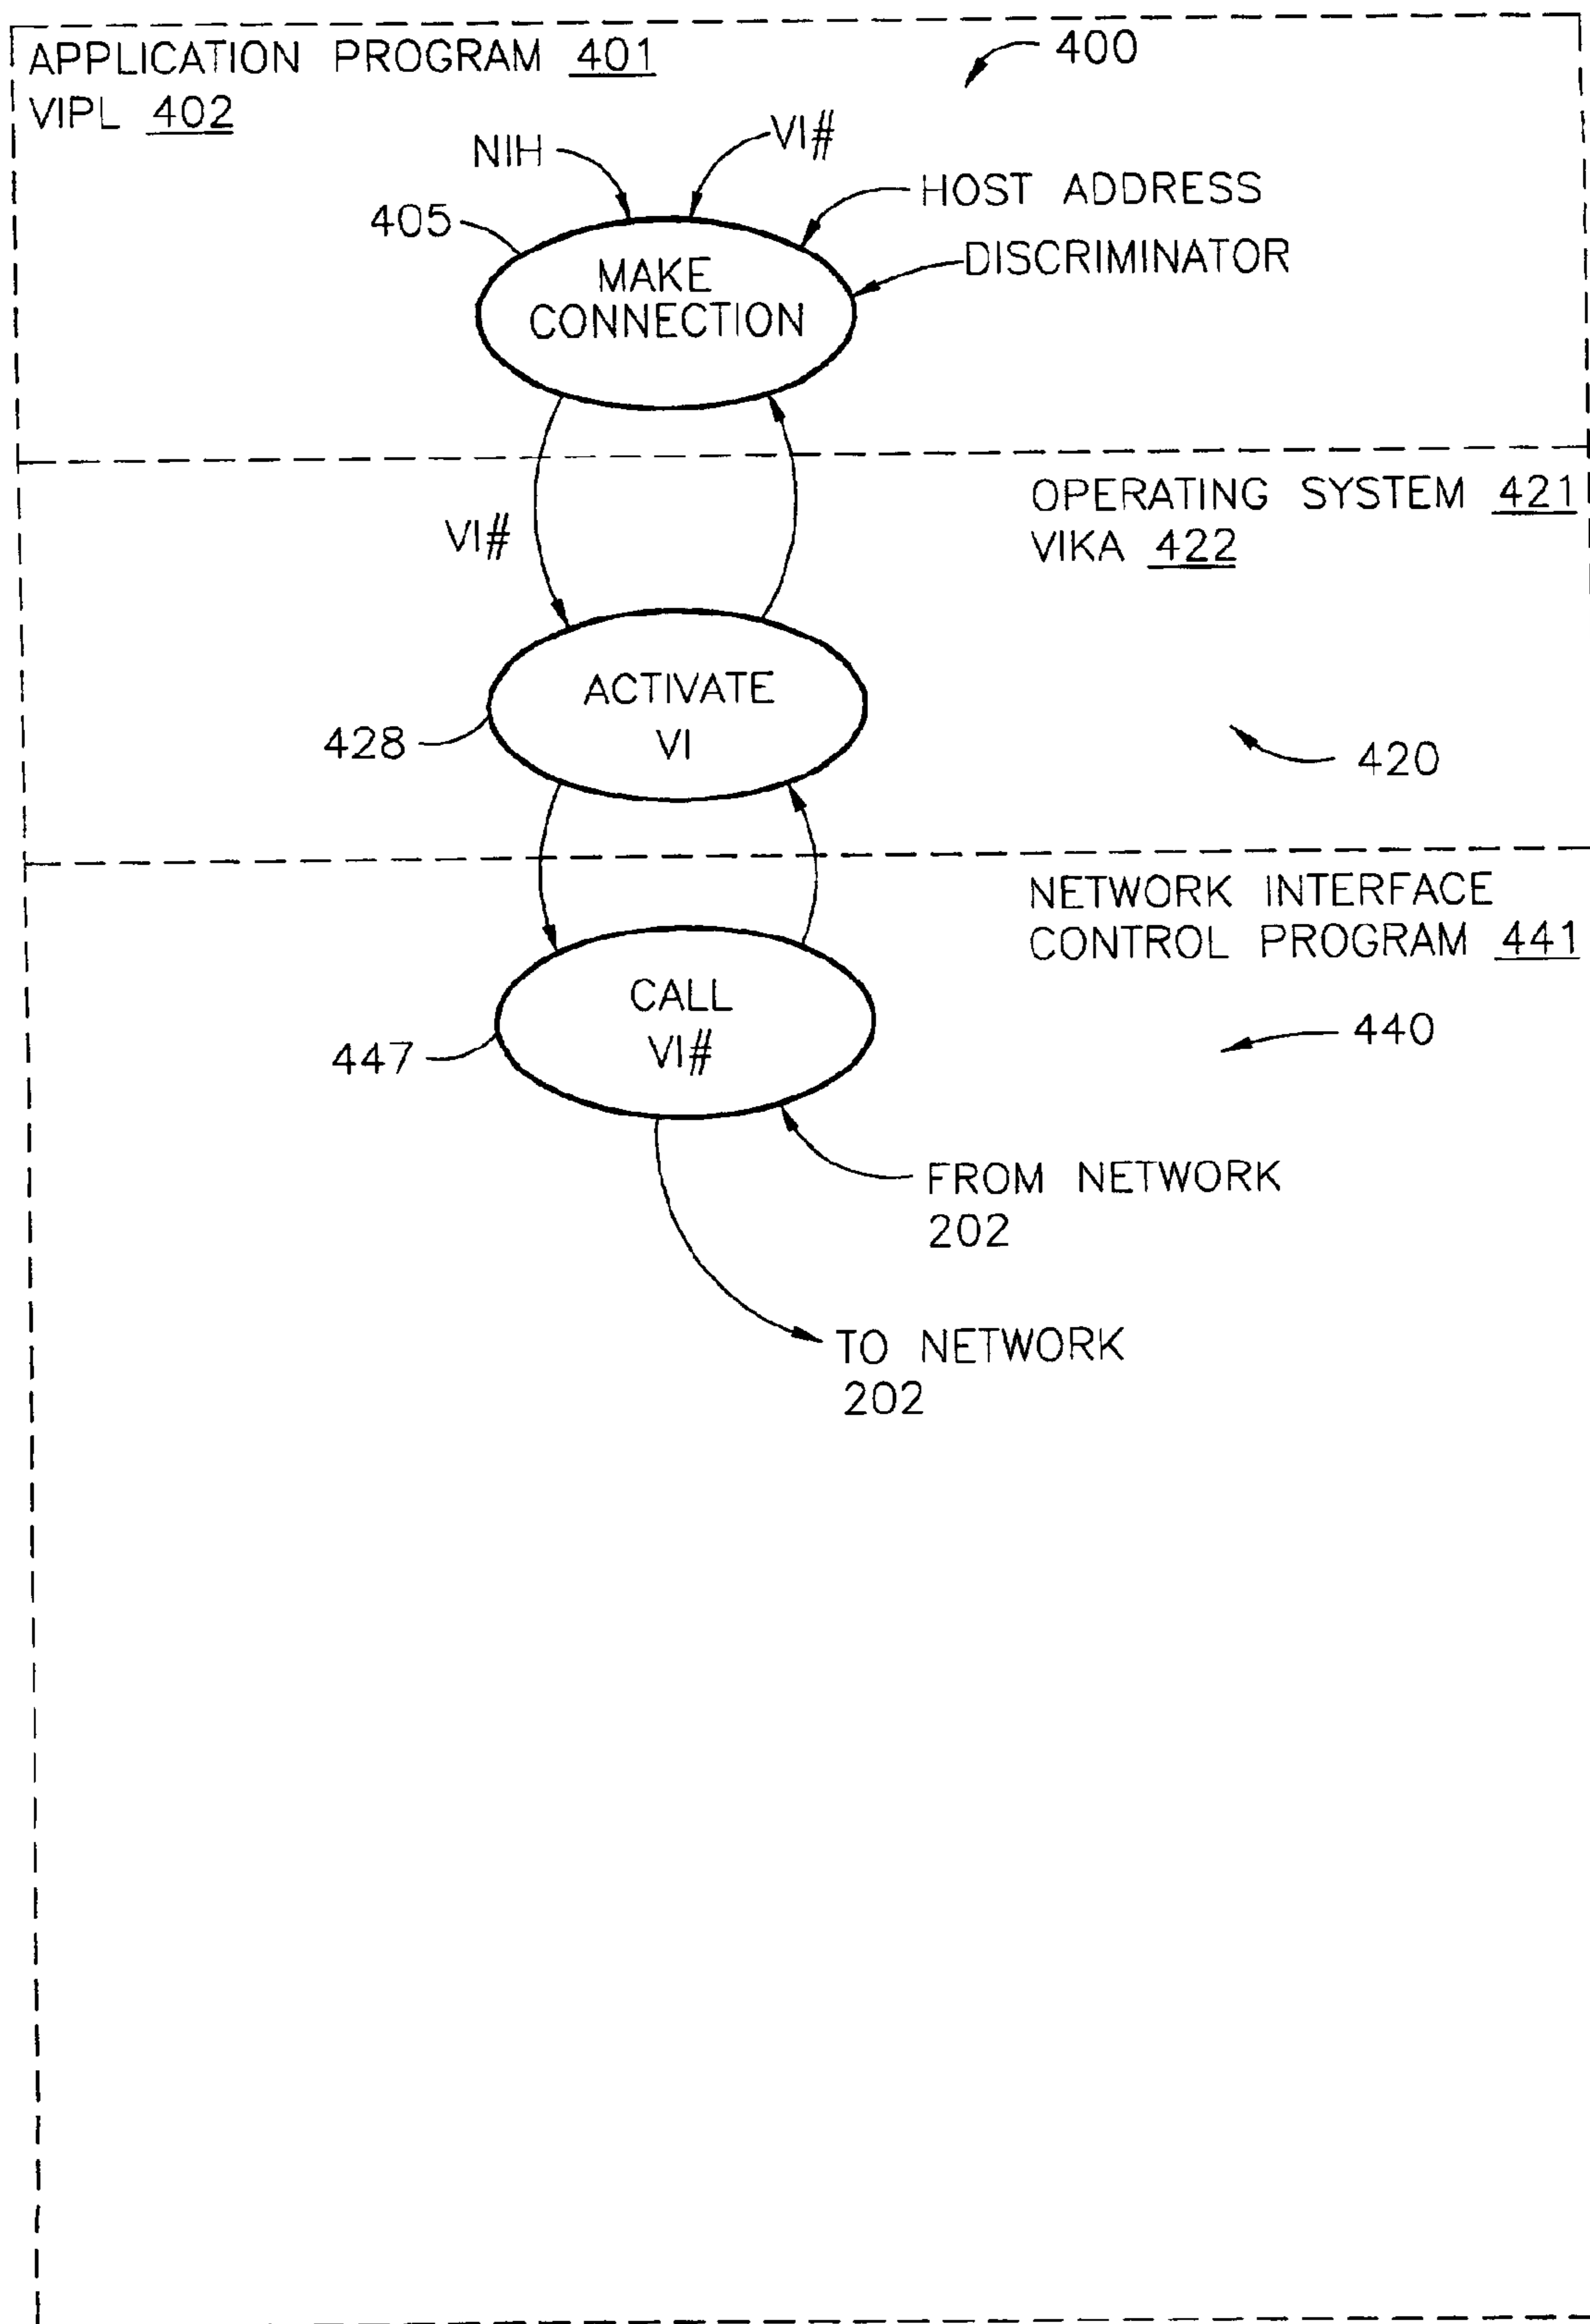 APPLICATION PROGRAM 401
VIPL 402
400
NIH
VI#
HOST ADDRESS
405
DISCRIMINATOR
MAKE
CONNECTION
OPERATING SYSTEM 421
VIKA 422
VI#
ACTIVATE
VI
428
420
NETWORK INTERFACE
CONTROL PROGRAM 441
CALL
VI#
447
440
FROM NETWORK
202
TO NETWORK
202